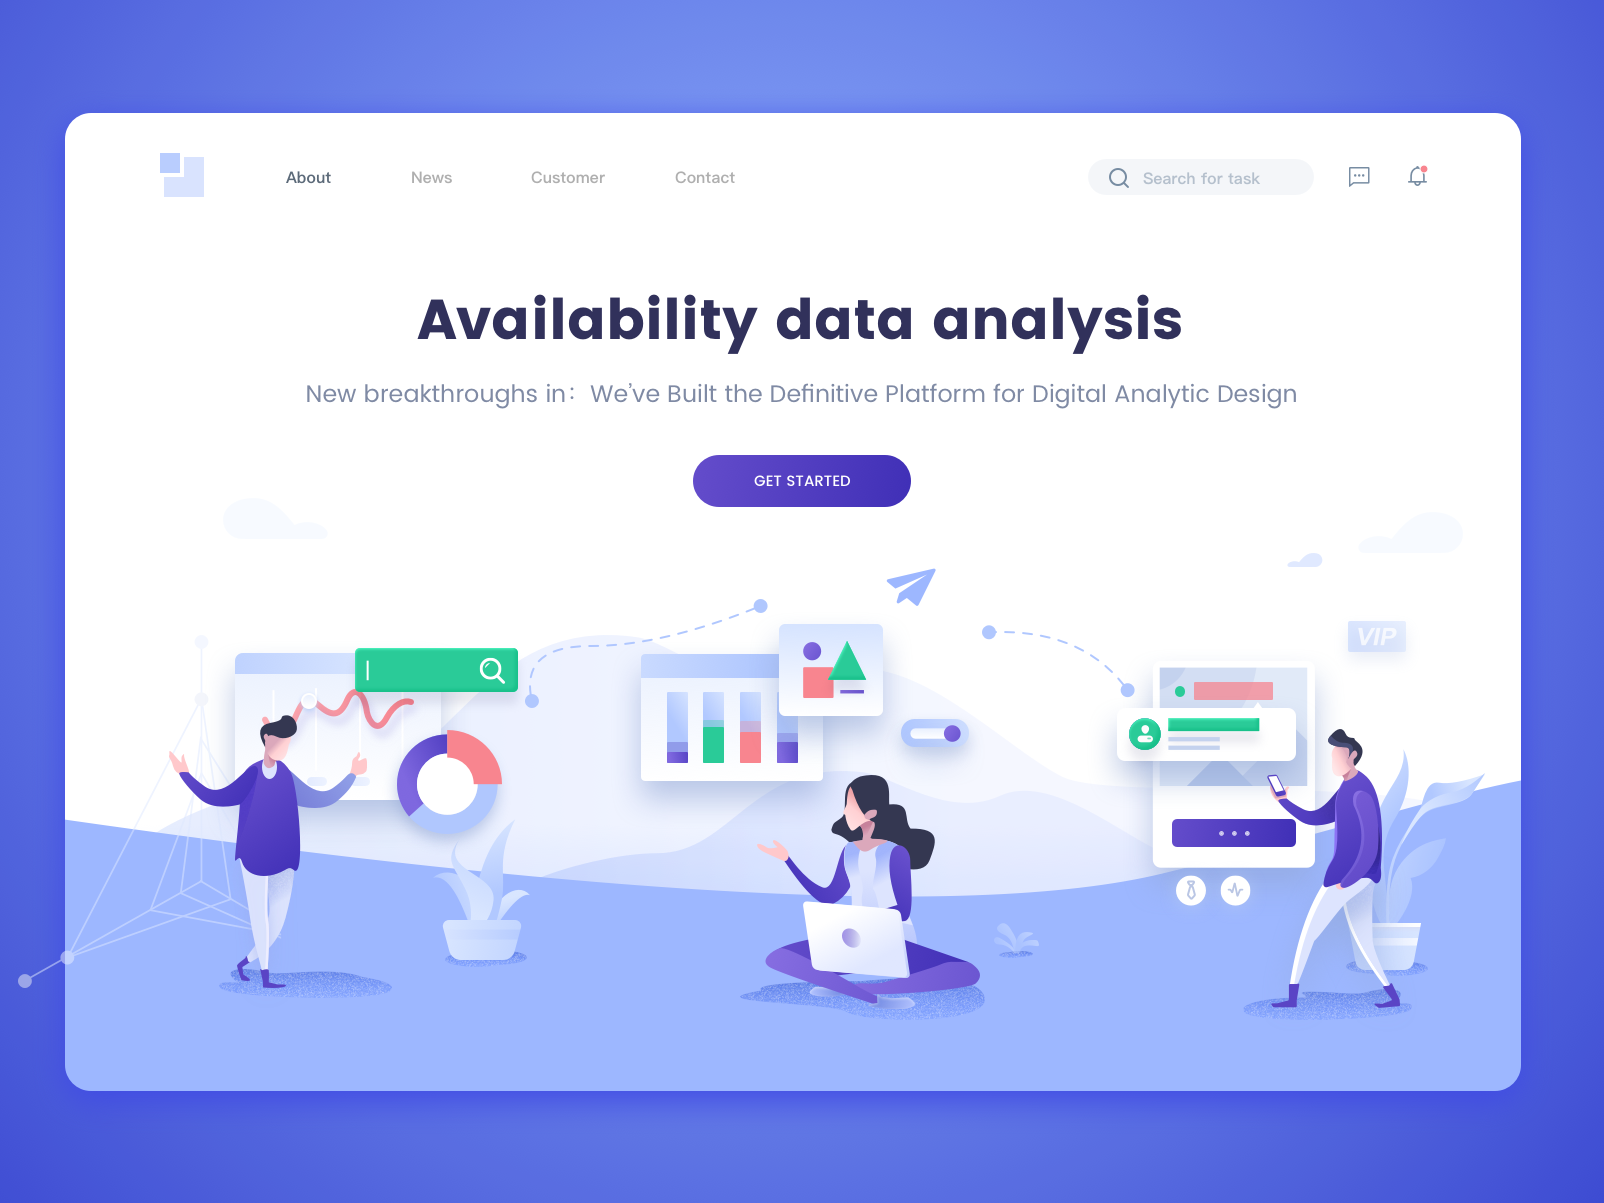 About
News
Customer
Contact
Search for task
Availability data analysis
New breakthroughs in： We’ve Built the Definitive Platform for Digital Analytic Design
GET STARTED
VIP